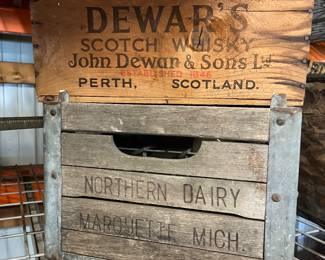 DEWAR'S
SCOTCH WHISKY
John Dewar & Sons Ltd
ESTABLISHED 1846
PERTH, SCOTLAND.
NORTHERN DAIRY
MARQUETTE MICH.